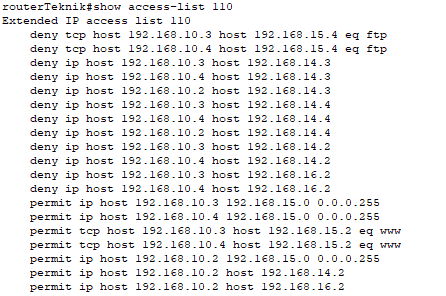 routerTeknik#show access-list 110
Extended IP access list 110
deny tcp host 192.168.10.3 host 192.168.15.4 eq ftp
deny tcp host 192.168.10.4 host 192.168.15.4 eq ftp
deny ip host 192.168.10.3 host 192.168.14.3
deny ip host 192.168.10.4 host 192.168.14.3
deny ip host 192.168.10.2 host 192.168.14.3
deny ip host 192.168.10.3 host 192.168.14.4
deny ip host 192.168.10.4 host 192.168.14.4
deny ip host 192.168.10.2 host 192.168.14.4
deny ip host 192.168.10.3 host 192.168.14.2
deny ip host 192.168.10.4 host 192.168.14.2
deny ip host 192.168.10.3 host 192.168.16.2
deny ip host 192.168.10.4 host 192.168.16.2
permit ip host 192.168.10.3 192.168.15.0 0.0.0.255
permit ip host 192.168.10.4 192.168.15.0 0.0.0.255
permit tcp host 192.168.10.3 host 192.168.15.2 eq www
permit tcp host 192.168.10.4 host 192.168.15.2 eq www
permit ip host 192.168.10.2 192.168.15.0 0.0.0.255
permit ip host 192.168.10.2 host 192.168.14.2
permit ip host 192.168.10.2 host 192.168.16.2